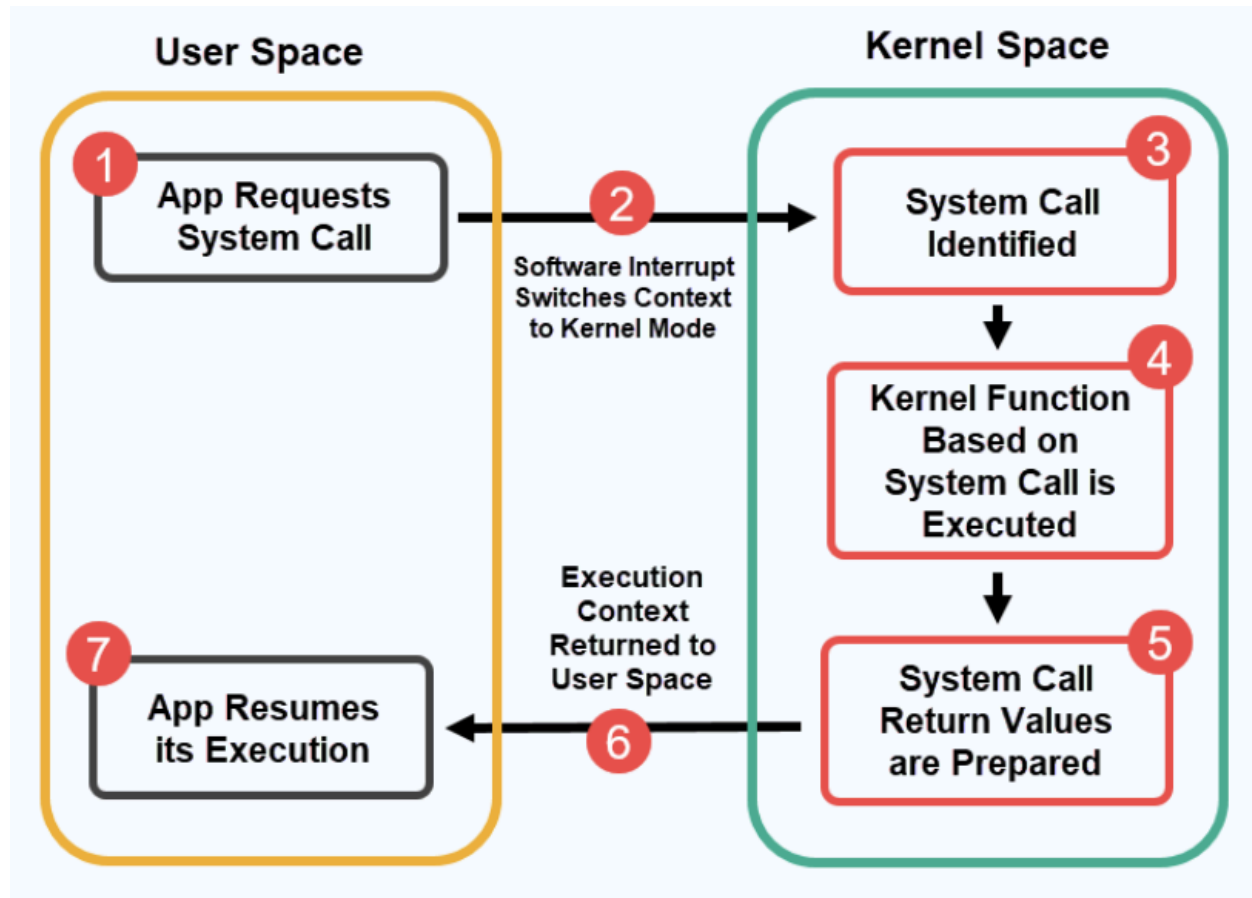 User Space
Kernel Space
1
App Requests
System Call
2
Software Interrupt
Switches Context
to Kernel Mode
3
System Call
Identified
4
Kernel Function
Based on
System Call is
Executed
5
System Call
Return Values
are Prepared
Execution
Context
Returned to
User Space
6
7
App Resumes
its Execution